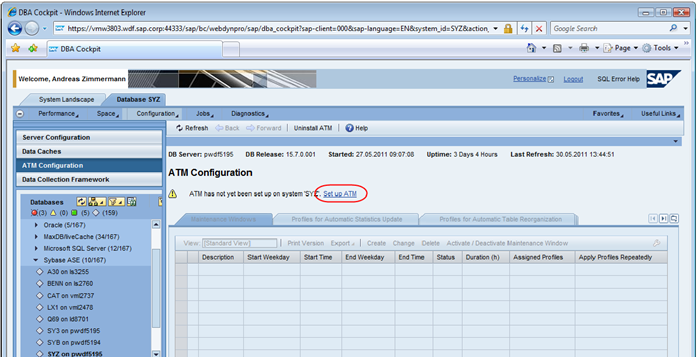 DBA Cockpit - Windows Internet Explorer
https://vmw3803.wdf.sap.corp:44333/sap/bc/webdynpro/sap/dba_cockpit?sap-client=000&sap-language=EN&system_id=SYZ&action_
Google Search
DBA Cockpit
Page Tools
Welcome, Andreas Zimmermann
Personalize Logout SQL Error Help SAP
System Landscape Database SYZ
Performance Space Configuration Jobs Diagnostics Favorites Useful Links
Server Configuration
Data Caches
ATM Configuration
Data Collection Framework
Refresh Back Forward Uninstall ATM Help
DB Server: pwdf5195 DB Release: 15.7.0.001 Started: 27.05.2011 09:07:08 Uptime: 3 Days 4 Hours Last Refresh: 30.05.2011 13:44:51
ATM Configuration
ATM has not yet been set up on system 'SYZ'. Set up ATM
Maintenance Windows Profiles for Automatic Statistics Update Profiles for Automatic Table Reorganization
View: [Standard View] Print Version Export Create Change Delete Activate / Deactivate Maintenance Window
Description Start Weekday Start Time End Weekday End Time Status Duration (h) Assigned Profiles Apply Profiles Repeatedly
Databases
(3) (0) (5) (159)
Oracle (5/167)
MaxDB/liveCache (7/167)
Microsoft SQL Server (12/167)
Sybase ASE (10/167)
A30 on ls3255
BENN on ls2760
CAT on vml2737
LX1 on vml2478
Q89 on ld8701
SY3 on pwdf5195
SYB on pwdf5194
SYZ on pwdf5195